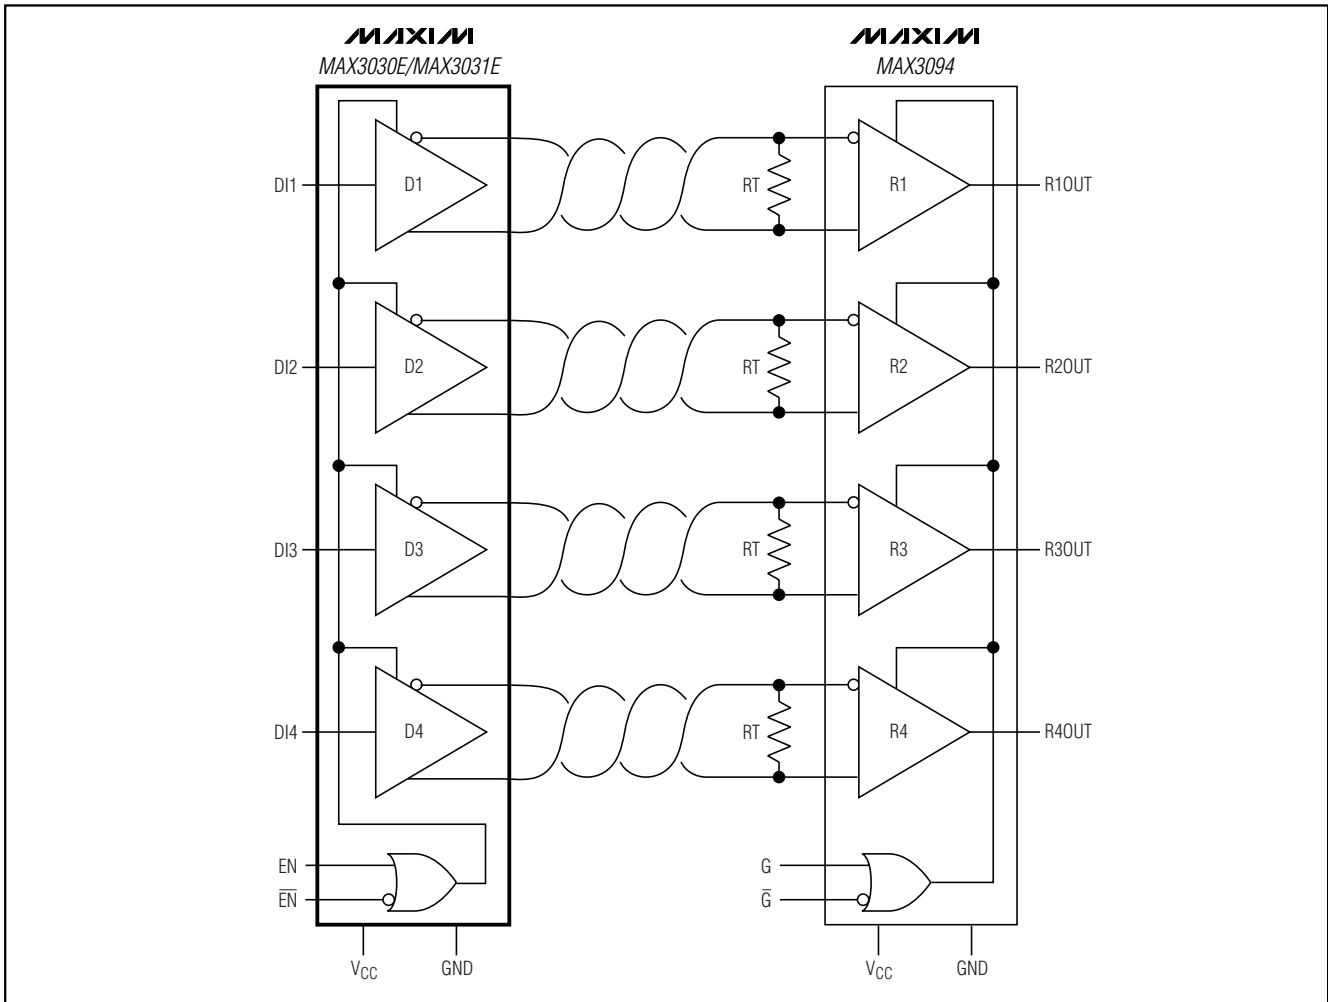 MAXIM MAXIM
MAX3030E/MAX3031E MAX3094
DI1 D1 RT R1 R1OUT
DI2 D2 RT R2 R2OUT
DI3 D3 RT R3 R3OUT
DI4 D4 RT R4 R4OUT
EN G
E̅N̅ G̅
VCC GND VCC GND